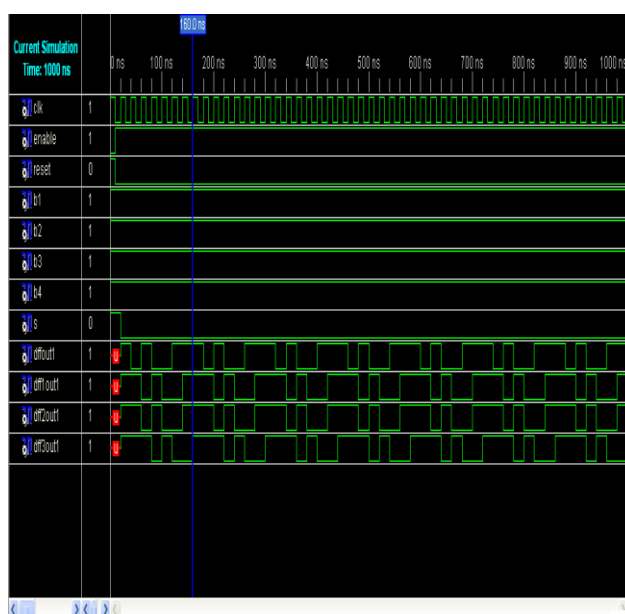 160.0 ns
Current Simulation
Time: 1000 ns
0 ns 100 ns 200 ns 300 ns 400 ns 500 ns 600 ns 700 ns 800 ns 900 ns 1000 ns
clk 1
enable 1
reset 0
b1 1
b2 1
b3 1
b4 1
s 0
dffout1 1 U
dff1out1 1 U
dff2out1 1 U
dff3out1 1 U